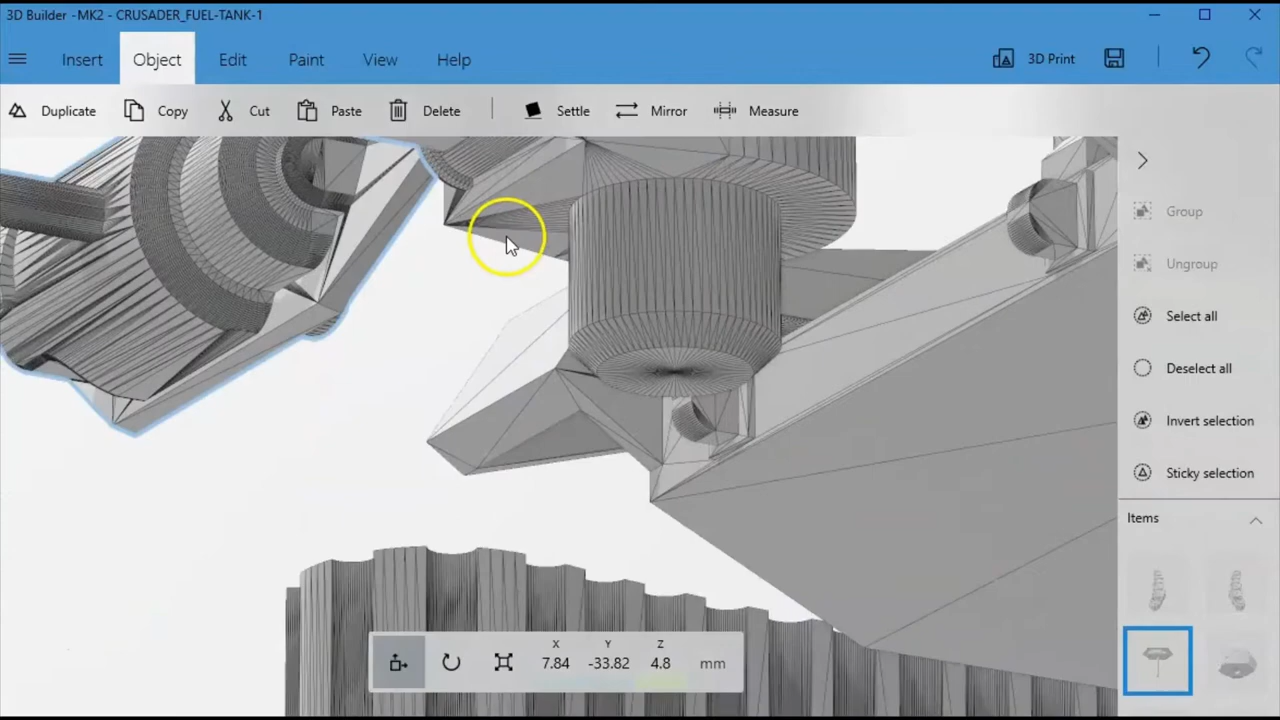 3D Builder - MK2 - CRUSADER_FUEL-TANK-1
Insert Object Edit Paint View Help 3D Print
Duplicate Copy Cut Paste Delete Settle Mirror Measure
Group
Ungroup
Select all
Deselect all
Invert selection
Sticky selection
Items
X Y Z
7.84 -33.82 4.8 mm